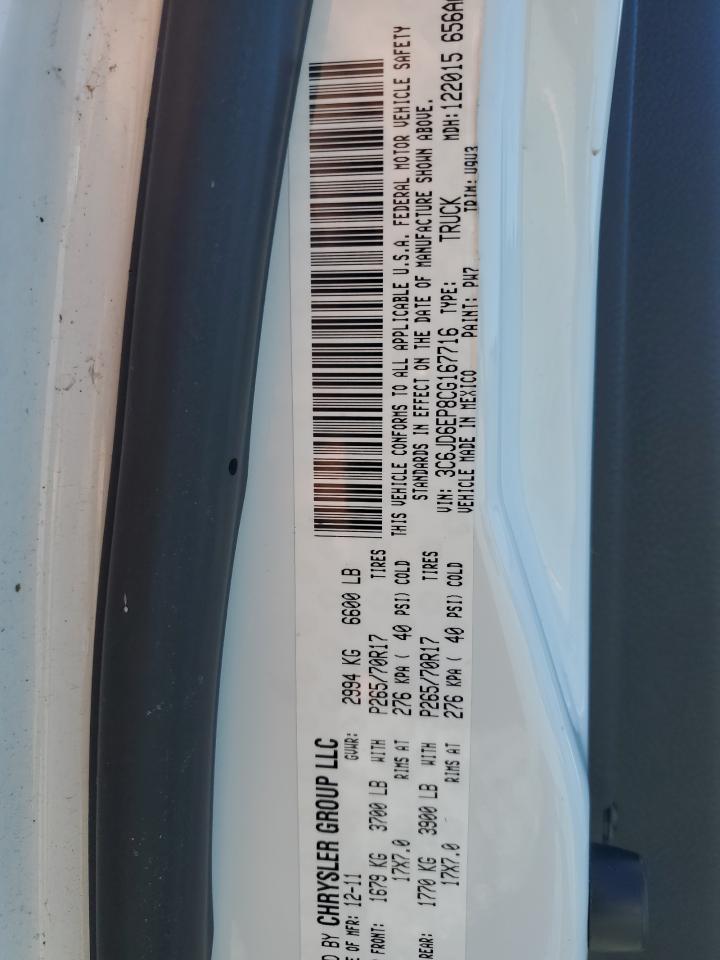 D BY CHRYSLER GROUP LLC
E OF MFR: 12-11 GVWR: 2994 KG 6600 LB
FRONT: 1679 KG 3700 LB WITH P265/70R17 TIRES
17X7.0 RIMS AT 276 KPA ( 40 PSI) COLD
REAR: 1770 KG 3900 LB WITH P265/70R17 TIRES
17X7.0 RIMS AT 276 KPA ( 40 PSI) COLD
THIS VEHICLE CONFORMS TO ALL APPLICABLE U.S.A. FEDERAL MOTOR VEHICLE SAFETY
STANDARDS IN EFFECT ON THE DATE OF MANUFACTURE SHOWN ABOVE.
VIN: 3C6JD6EP8CG167716 TYPE: TRUCK MDH: 122015 656A
VEHICLE MADE IN MEXICO PAINT: PW7 TRIM: V9W3